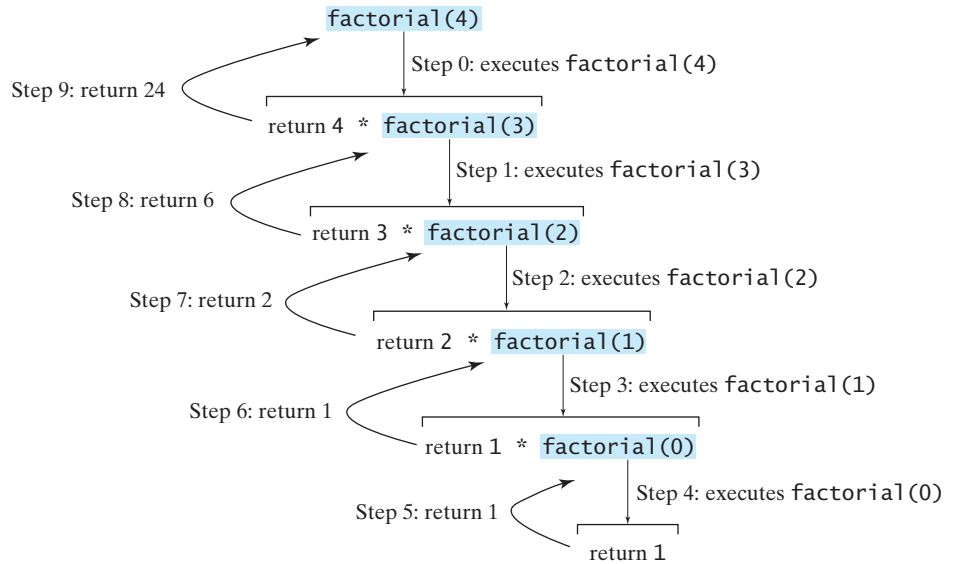 factorial(4)
Step 0: executes factorial(4)
Step 9: return 24
return 4 * factorial(3)
Step 1: executes factorial(3)
Step 8: return 6
return 3 * factorial(2)
Step 2: executes factorial(2)
Step 7: return 2
return 2 * factorial(1)
Step 3: executes factorial(1)
Step 6: return 1
return 1 * factorial(0)
Step 4: executes factorial(0)
Step 5: return 1
return 1